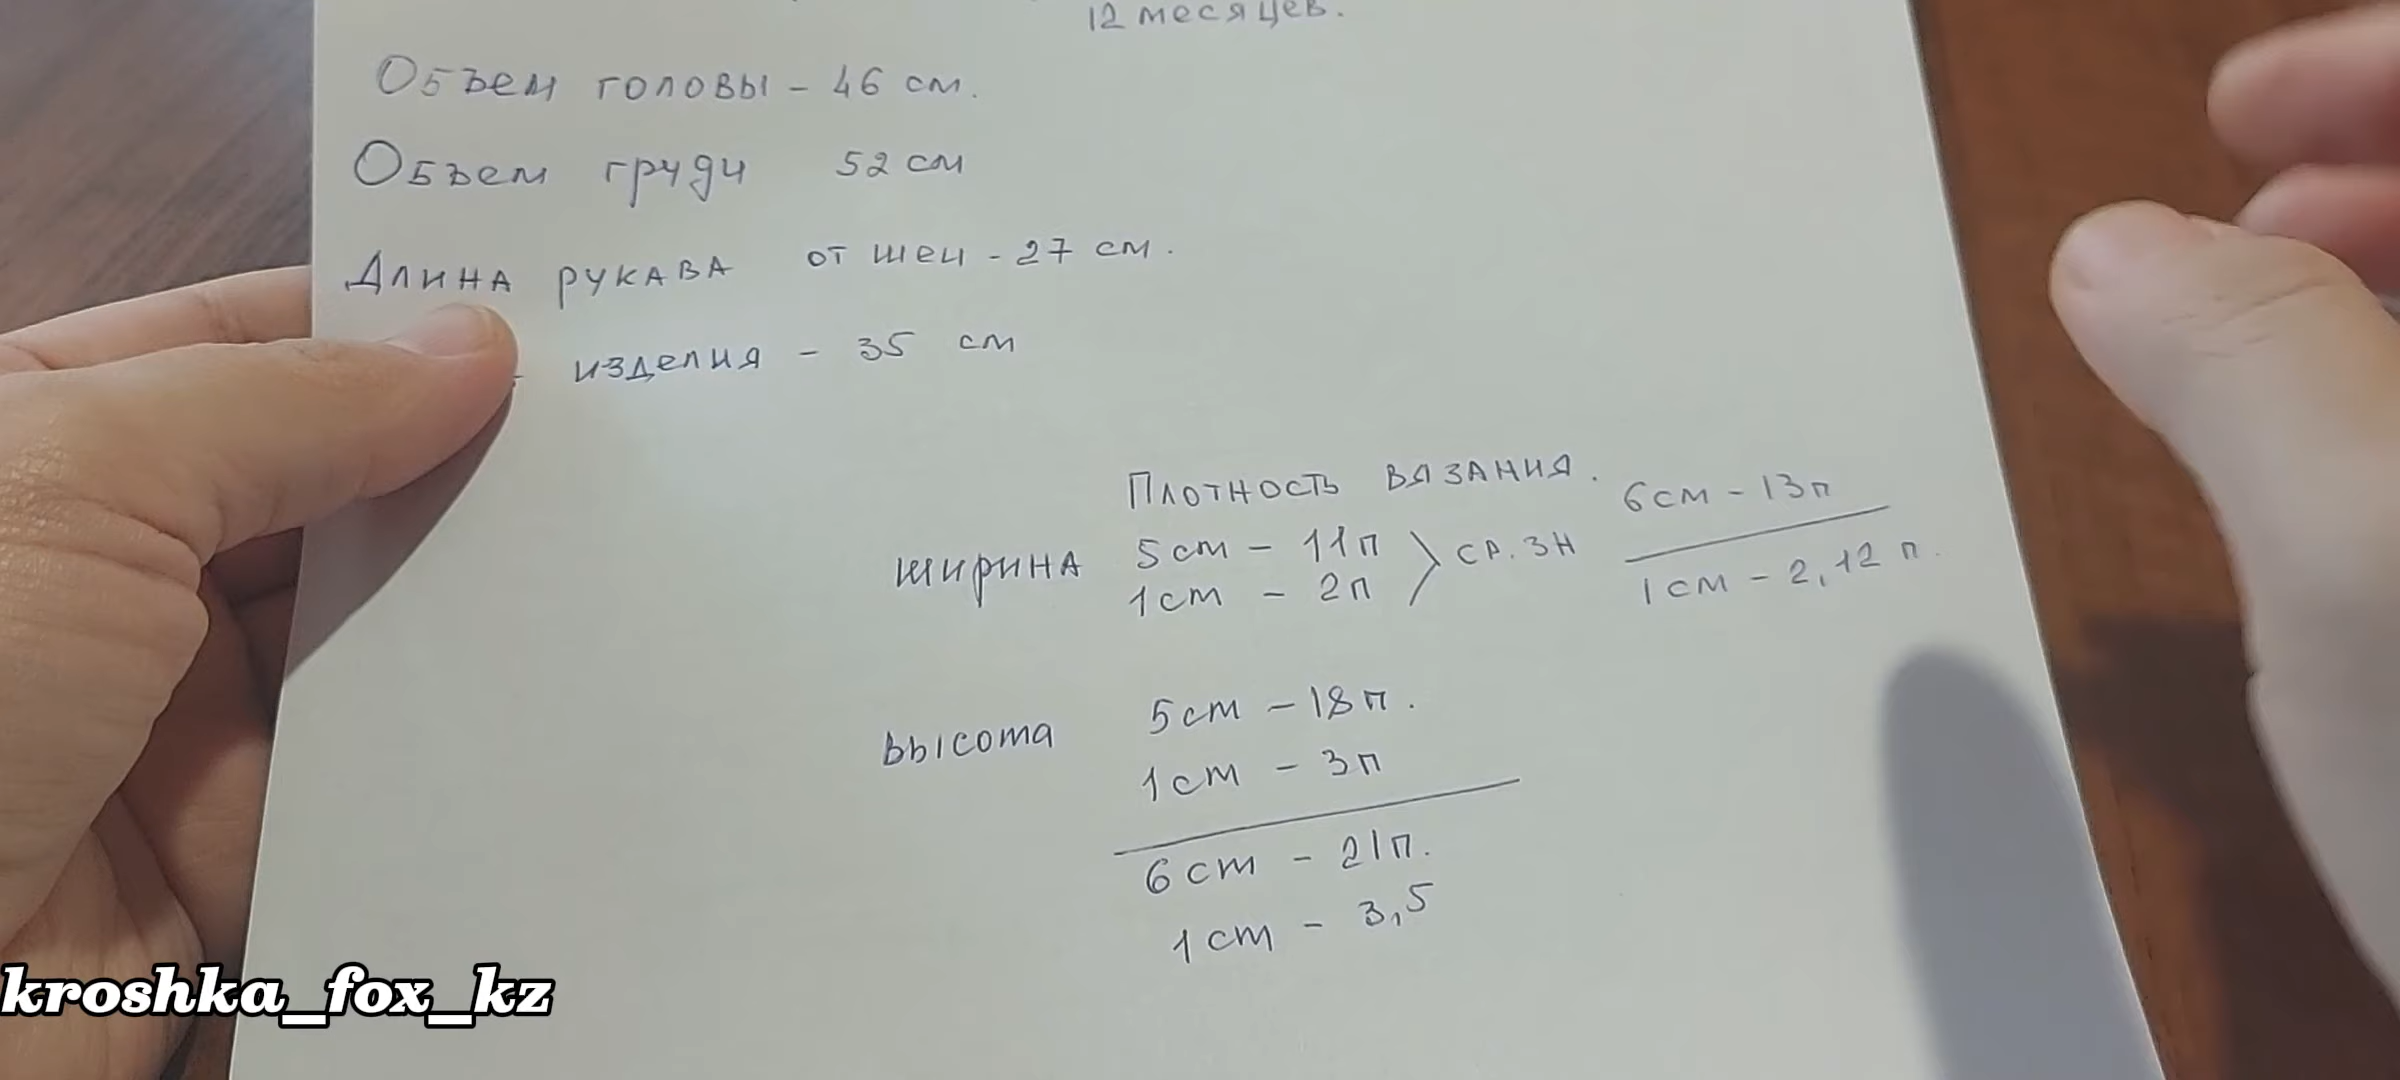 12 месяцев.
Объем головы - 46 см.
Объем груди 52 см
Длина рукава от шеи - 27 см.
изделия - 35 см
Плотность вязания.
ширина 5см - 11п
1см - 2п
ср. зн
6см - 13п
1см - 2,12 п.
высота 5см - 18п.
1см - 3п
6см - 21п.
1см - 3,5
kroshka_fox_kz